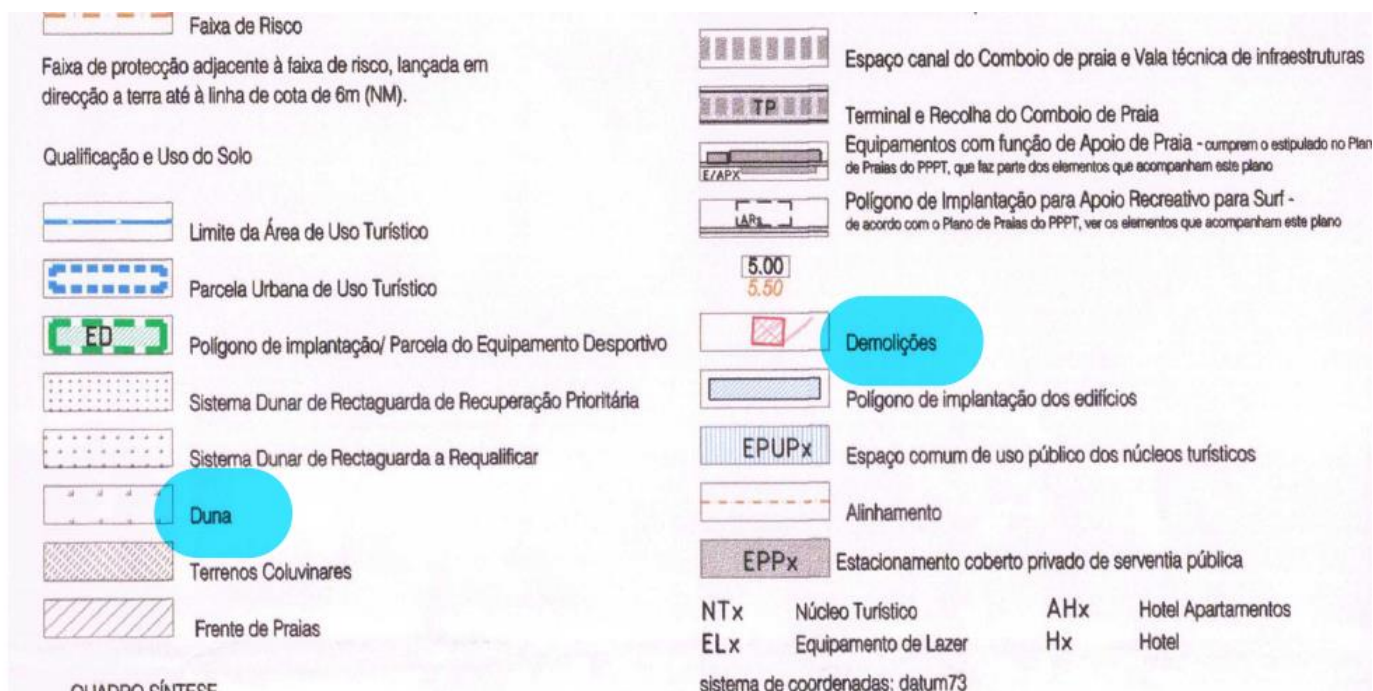 Faixa de Risco
Faixa de protecção adjacente à faixa de risco, lançada em
direcção a terra até à linha de cota de 6m (NM).
Qualificação e Uso do Solo
Limite da Área de Uso Turístico
Parcela Urbana de Uso Turístico
ED
Polígono de implantação/ Parcela do Equipamento Desportivo
Sistema Dunar de Rectaguarda de Recuperação Prioritária
Sistema Dunar de Rectaguarda a Requalificar
Duna
Terrenos Coluvinares
Frente de Praias
QUADRO SÍNTESE
Espaço canal do Comboio de praia e Vala técnica de infraestruturas
TP
Terminal e Recolha do Comboio de Praia
E/APX
Equipamentos com função de Apoio de Praia - cumprem o estipulado no Plan
de Praias do PPPT, que faz parte dos elementos que acompanham este plano
ARs
Polígono de Implantação para Apoio Recreativo para Surf -
de acordo com o Plano de Praias do PPPT, ver os elementos que acompanham este plano
5.00
5.50
Demolições
Polígono de implantação dos edifícios
EPUPx
Espaço comum de uso público dos núcleos turísticos
Alinhamento
EPPx
Estacionamento coberto privado de serventia pública
NTx Núcleo Turístico AHx Hotel Apartamentos
ELx Equipamento de Lazer Hx Hotel
sistema de coordenadas: datum73